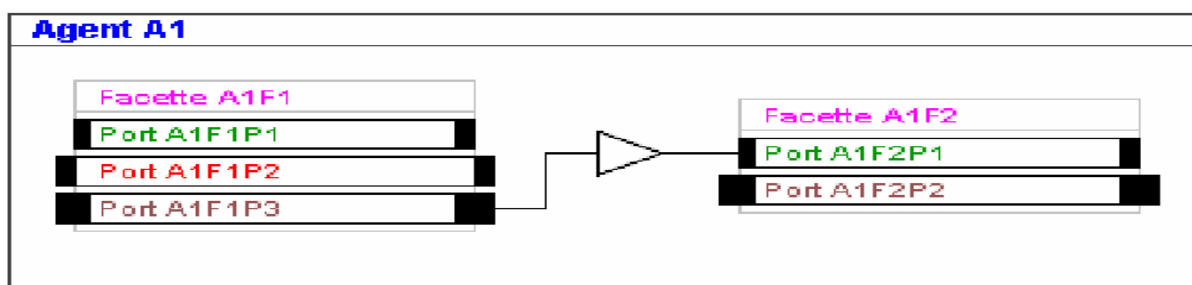 Agent A1
Facette A1F1
Port A1F1P1
Port A1F1P2
Port A1F1P3
Facette A1F2
Port A1F2P1
Port A1F2P2